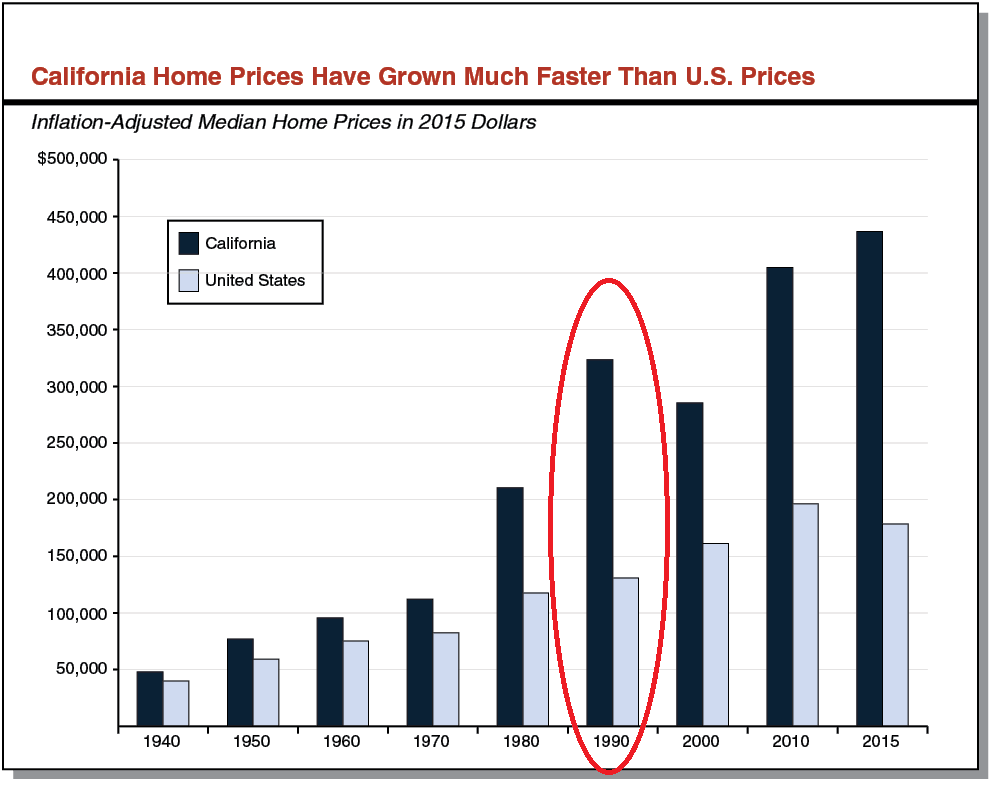 California Home Prices Have Grown Much Faster Than U.S. Prices
Inflation-Adjusted Median Home Prices in 2015 Dollars
$500,000
450,000
400,000
350,000
300,000
250,000
200,000
150,000
100,000
50,000
California
United States
1940 1950 1960 1970 1980 1990 2000 2010 2015